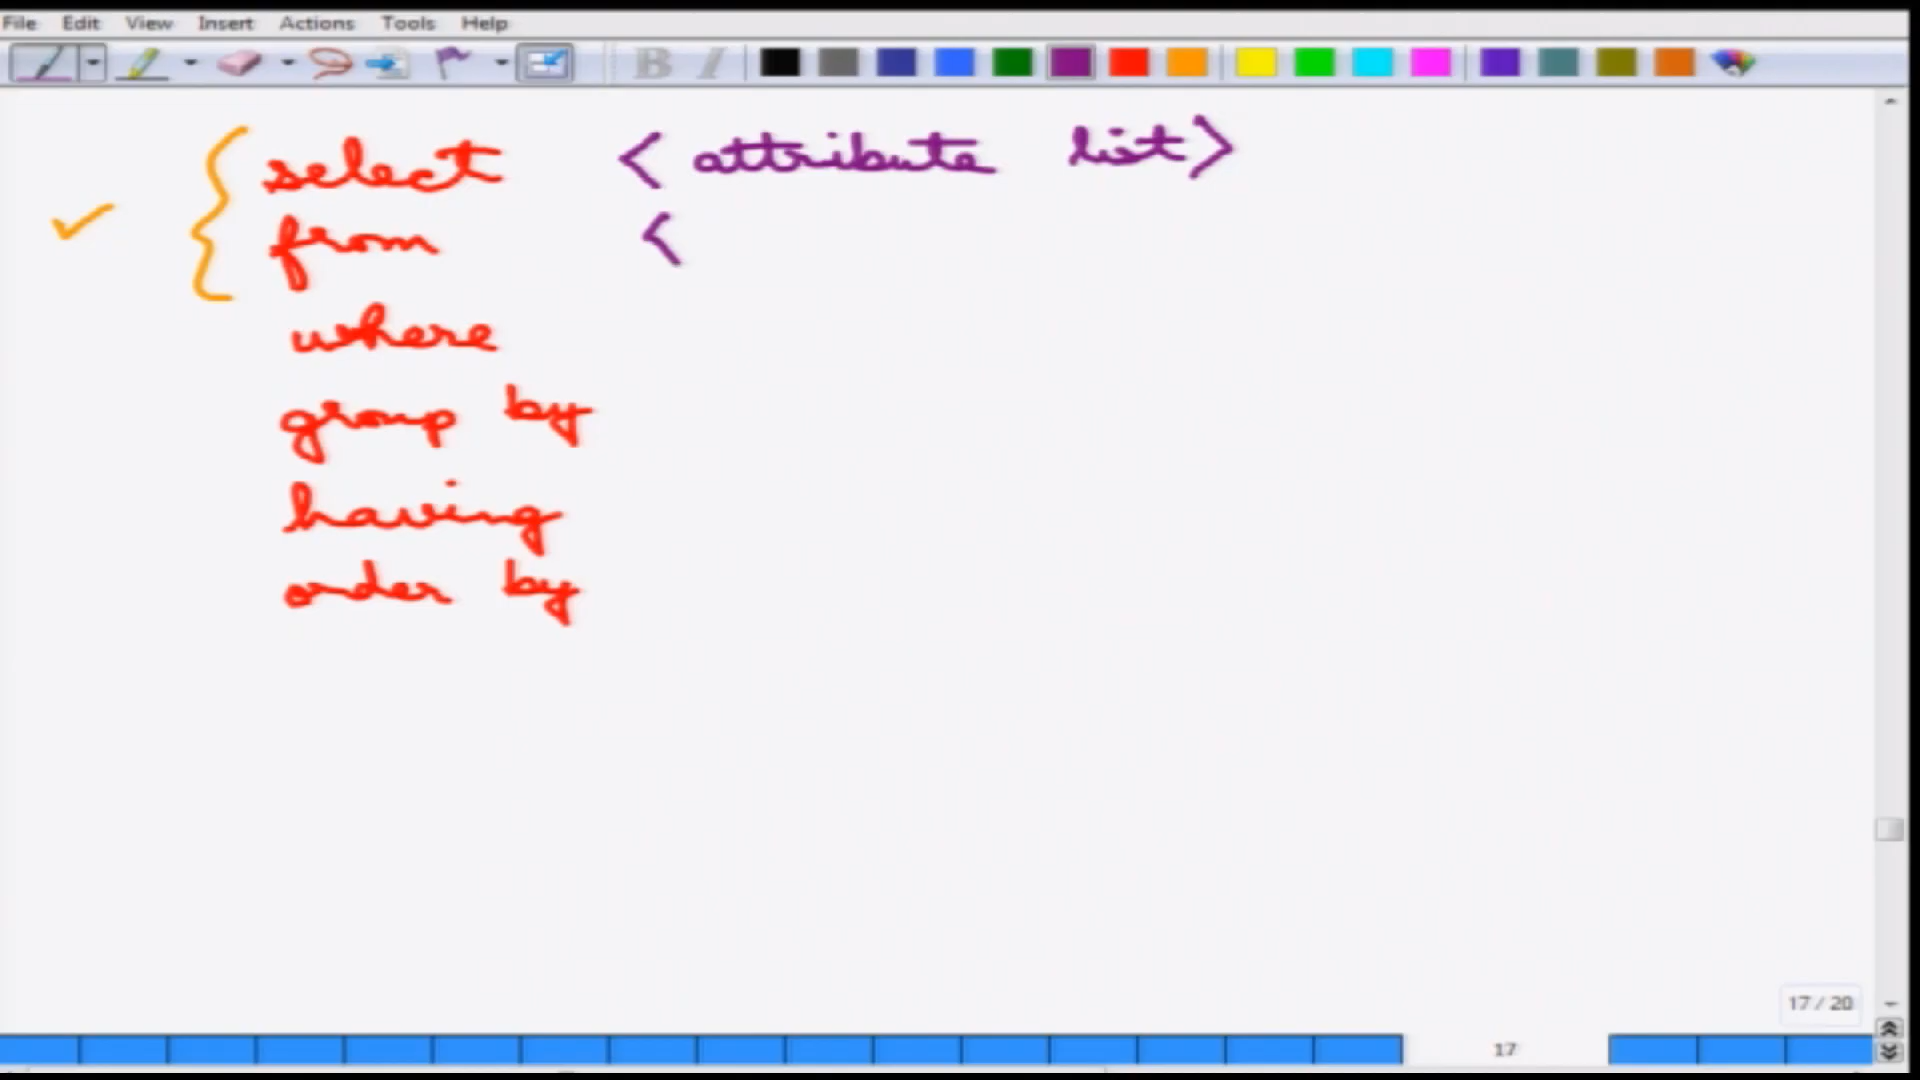 File Edit View Insert Actions Tools Help
B I
select < attribute list >
from <
where
group by
having
order by
17 / 20
17